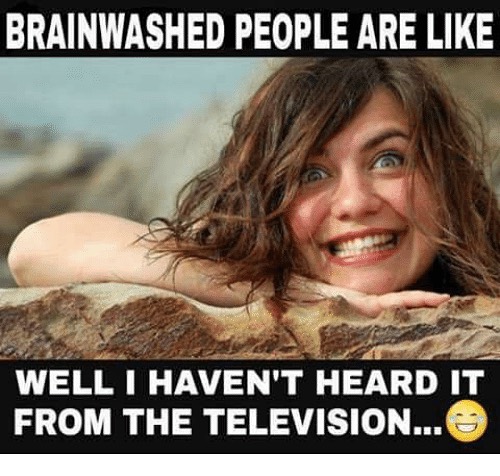 BRAINWASHED PEOPLE ARE LIKE
WELL I HAVEN'T HEARD IT
FROM THE TELEVISION...😂